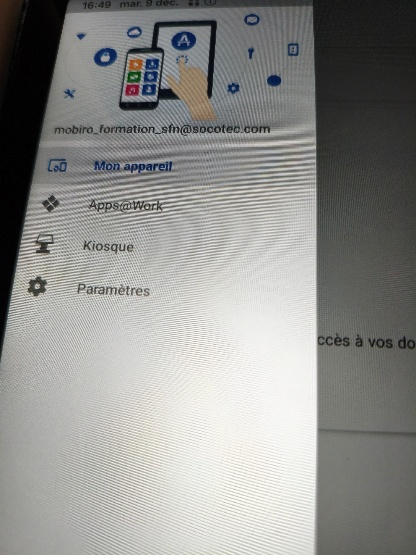 16:49 mar. 9 déc.
mobiro_formation_sfn@socotec.com
Mon appareil
Apps@Work
Kiosque
Paramètres
ccès à vos do